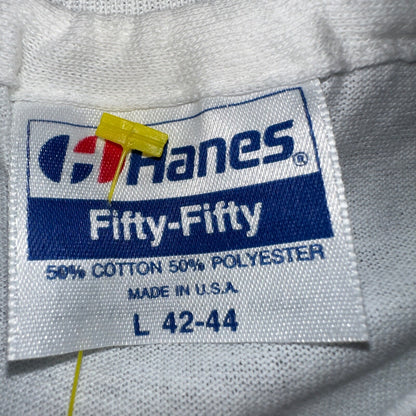 Hanes®
Fifty-Fifty
50% COTTON 50% POLYESTER
MADE IN U.S.A.
L 42-44